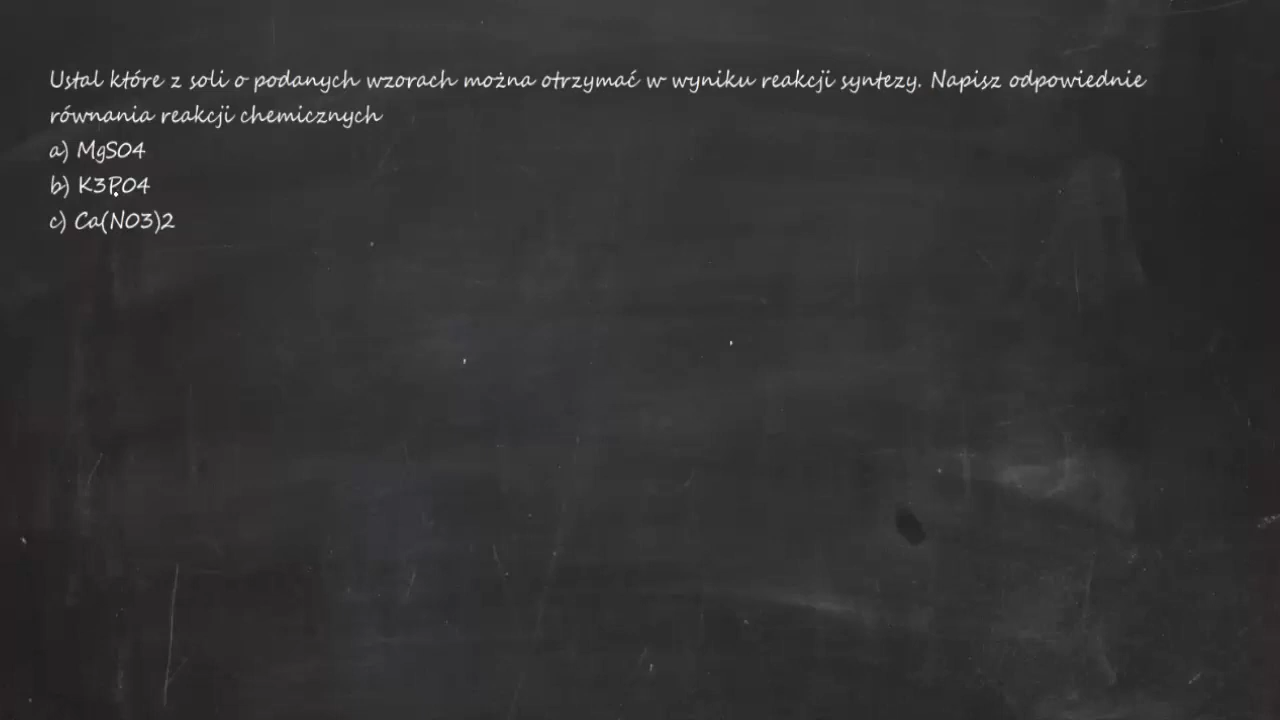 Ustal które z soli o podanych wzorach można otrzymać w wyniku reakcji syntezy. Napisz odpowiednie
równania reakcji chemicznych
a) MgSO4
b) K3PO4
c) Ca(NO3)2